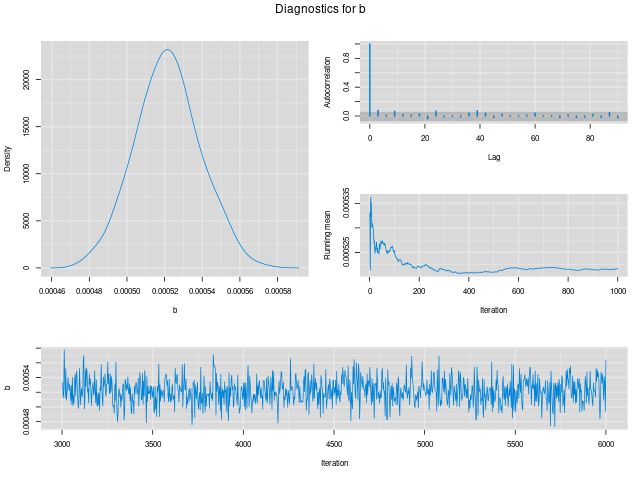 Diagnostics for b
Density
0 5000 10000 15000 20000
0.00046 0.00048 0.00050 0.00052 0.00054 0.00056 0.00058
b
Autocorrelation
0.0 0.4 0.8
0 20 40 60 80
Lag
Running mean
0.000525 0.000535
0 200 400 600 800 1000
Iteration
b
0.00048 0.00054
3000 3500 4000 4500 5000 5500 6000
Iteration